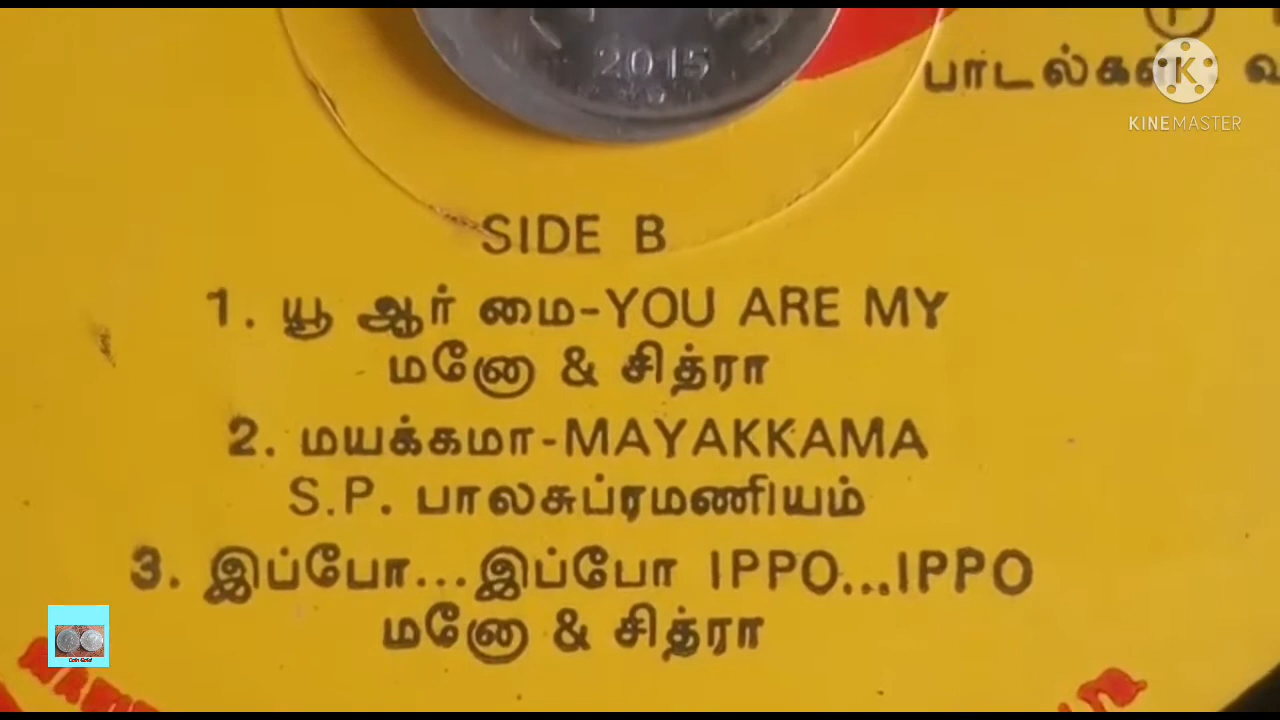 2015
பாடல்கள்
KINEMASTER
SIDE B
1. யூ ஆர் மை-YOU ARE MY
மனோ & சித்ரா
2. மயக்கமா-MAYAKKAMA
S.P. பாலசுப்ரமணியம்
3. இப்போ...இப்போ IPPO...IPPO
மனோ & சித்ரா